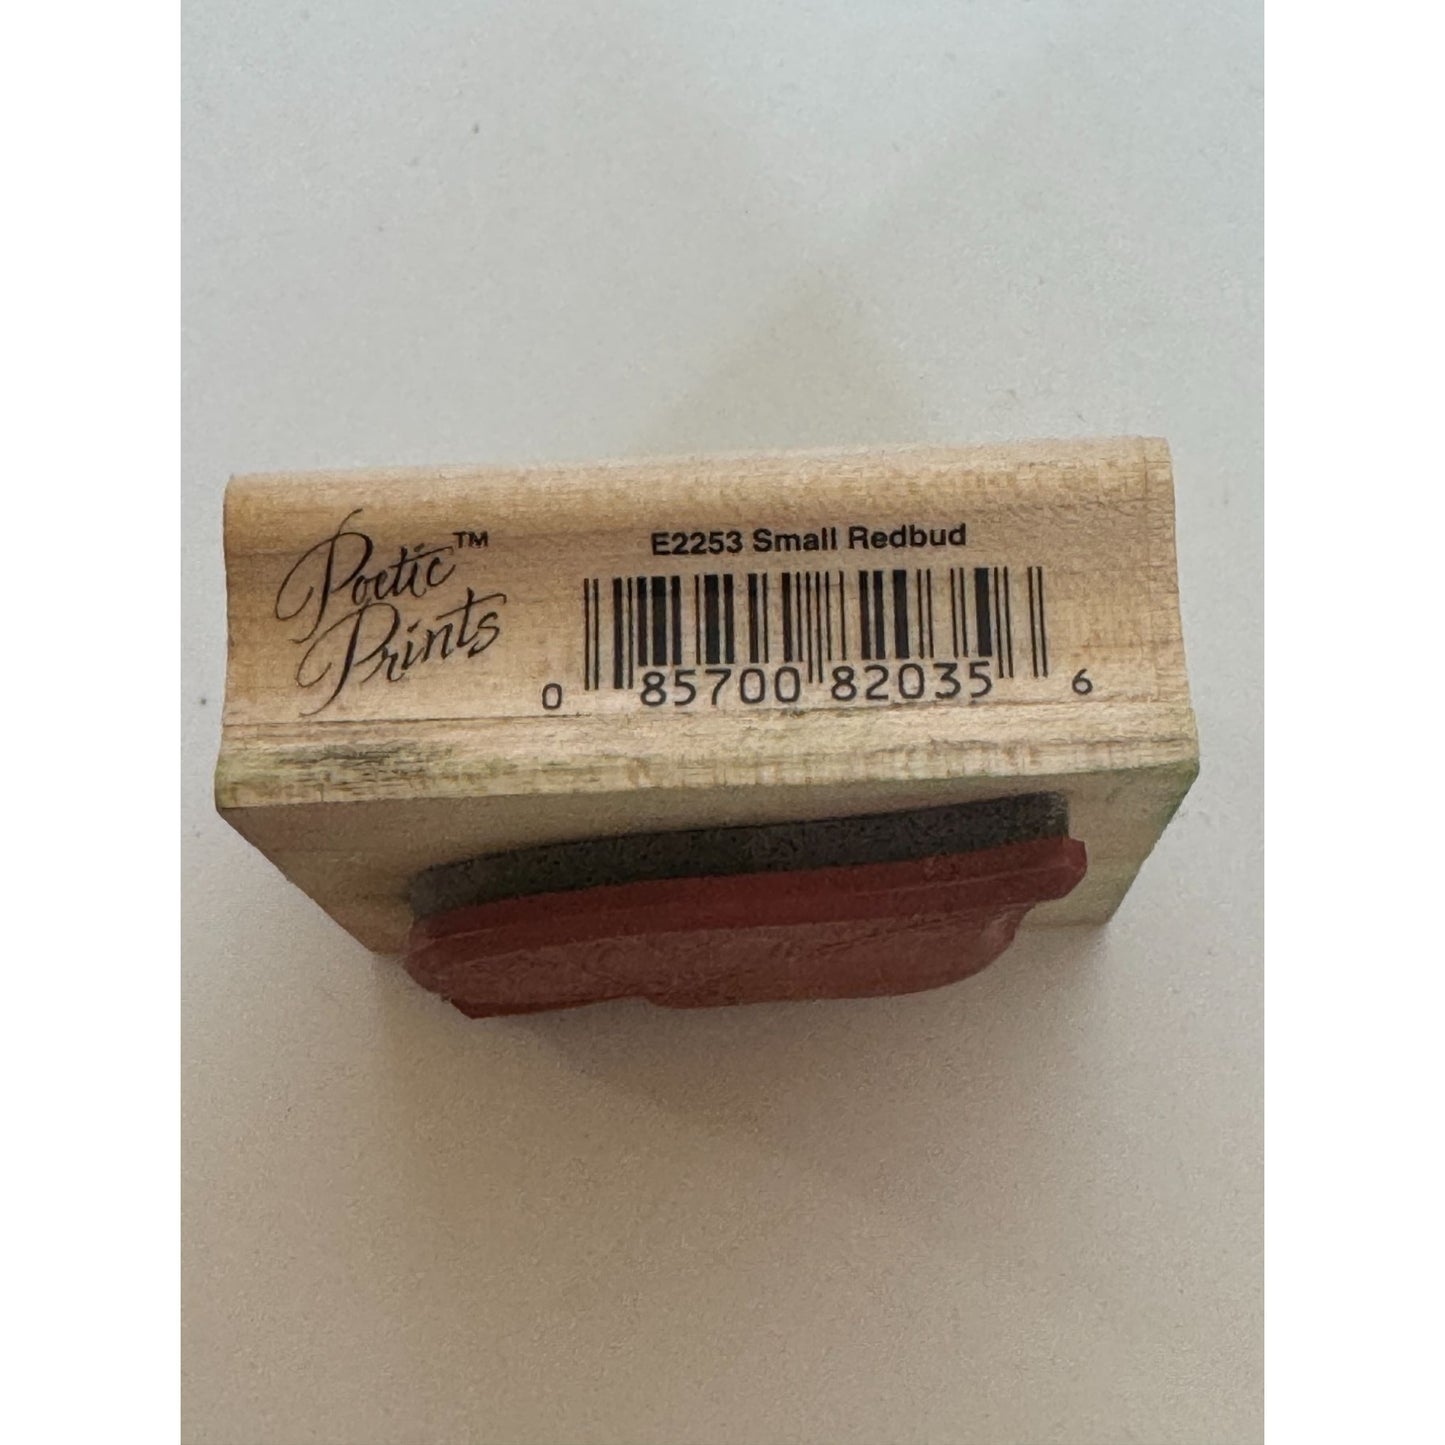 Poetic™
Prints
E2253 Small Redbud
0 85700 82035 6